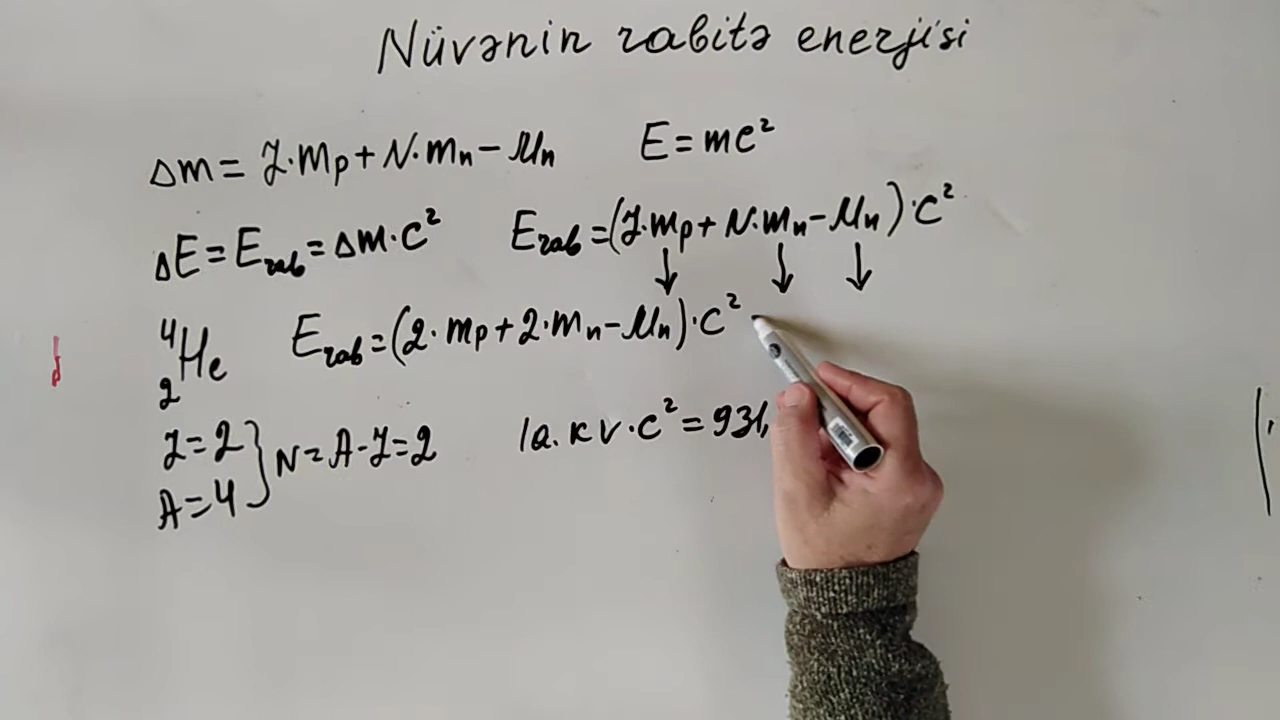 Nüvənin rabitə enerjisi
Δm = Z·mp + N·mn − Mn E = mc²
ΔE = Erab = Δm·c² Erab = (Z·mp + N·mn − Mn)·c²
↓ ↓ ↓
⁴₂He Erab = (2·mp + 2·mn − Mn)·c²
Z = 2
A = 4 } N = A - Z = 2 1a.kv·c² = 931,